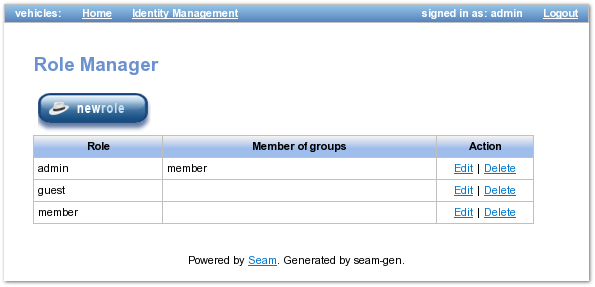 vehicles: Home Identity Management signed in as: admin Logout
Role Manager
newrole
Role Member of groups Action
admin member Edit | Delete
guest Edit | Delete
member Edit | Delete
Powered by Seam. Generated by seam-gen.